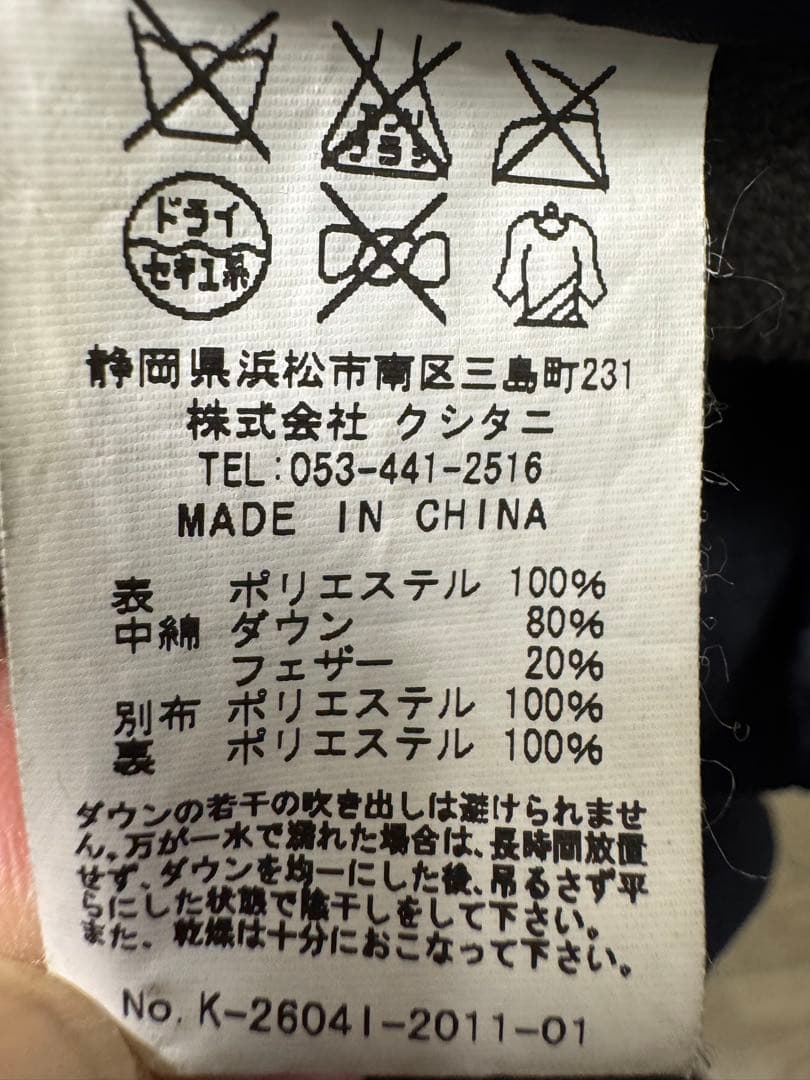 エンソ
サラシ
ドライ
セキユ系
静岡県浜松市南区三島町231
株式会社 クシタニ
TEL:053-441-2516
MADE IN CHINA
表 ポリエステル 100%
中綿 ダウン 80%
フェザー 20%
別布 ポリエステル 100%
裏 ポリエステル 100%
ダウンの若干の吹き出しは避けられませ
ん。万が一水で濡れた場合は、長時間放置
せず、ダウンを均一にした後、吊るさず平
らにした状態で陰干しをして下さい。
また、乾燥は十分におこなって下さい。
No. K-26041-2011-01